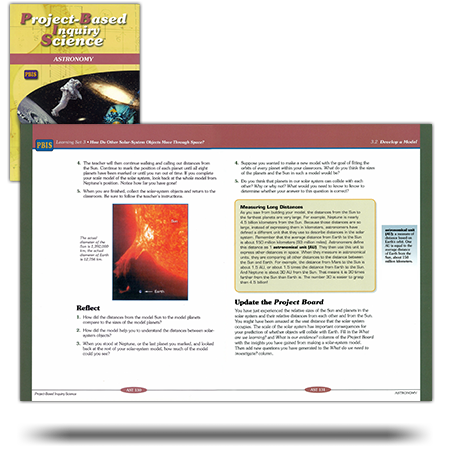 Project-Based
Inquiry
Science
ASTRONOMY
PBIS
PBIS
Learning Set 3 • How Do Other Solar-System Objects Move Through Space?
4. The teacher will then continue walking and calling out distances from
the Sun. Continue to mark the position of each planet until all eight
planets have been marked or until you run out of time. If you complete
your scale model of the solar system, look back at the whole model from
Neptune's position. Notice how far you have gone!
5. When you are finished, collect the solar-system objects and return to the
classroom. Be sure to follow the teacher's instructions.
Sun
The actual
diameter of the
Sun is
the actual
diameter of Earth
is
Earth
Reflect
1. How did the distances from the model Sun to the model planets
compare to the sizes of the model planets?
2. How did the model help you to understand the distances between solar-
system objects?
3. When you stood at Neptune, or the last planet you marked, and looked
back at the rest of your solar-system model, how much of the model
could you see?
Project-Based Inquiry Science
3.2 Develop a Model
4. Suppose you wanted to make a new model with the goal of fitting the
orbits of every planet within your classroom. What do you think the sizes
of the planets and the Sun in such a model would be?
5. Do you think that planets in our solar system can collide with each
other? Why or why not? What would you need to know to
determine whether your answer to this question is correct?
Measuring Long Distances
As you saw from building your model, the distances from the Sun to
the farthest planets are very large. For example, Neptune is nearly
4.5 billion kilometers from the Sun. Because those distances are so
large, instead of expressing them in kilometers, astronomers have
defined a different unit that they use to describe distances in the solar
system. Remember that the average distance from Earth to the Sun
is about 150 million kilometers (93 million miles). Astronomers define
this distance as 1 astronomical unit (AU). They then use this unit to
express other distances in space. When they measure in astronomical
units, they are comparing all other distances to the distance between
the Sun and Earth. For example, the distance from Mars to the Sun is
about 1.5 AU, or about 1.5 times the distance from Earth to the Sun.
And Neptune is about 30 AU from the Sun. That means it is 30 times
farther from the Sun than Earth is. The number 30 is easier to grasp
than 4.5 billion!
astronomical unit
(AU): a measure of
distance based on
Earth's orbit. One
AU is equal to the
average distance
of Earth from the
Sun, about 150
million kilometers.
Update the Project Board
You have just experienced the relative sizes of the Sun and planets in the
solar system and their relative distances from each other and from the Sun.
You might have been amazed at the vast distance that the solar system
occupies. The scale of the solar system has important consequences for
your prediction of whether objects will collide with Earth. Fill in the What
are we learning? and What is our evidence? columns of the Project Board
with the insights you have gained from making a solar-system model.
Then add new questions you have generated to the What do we need to
investigate? column.
ASTRONOMY